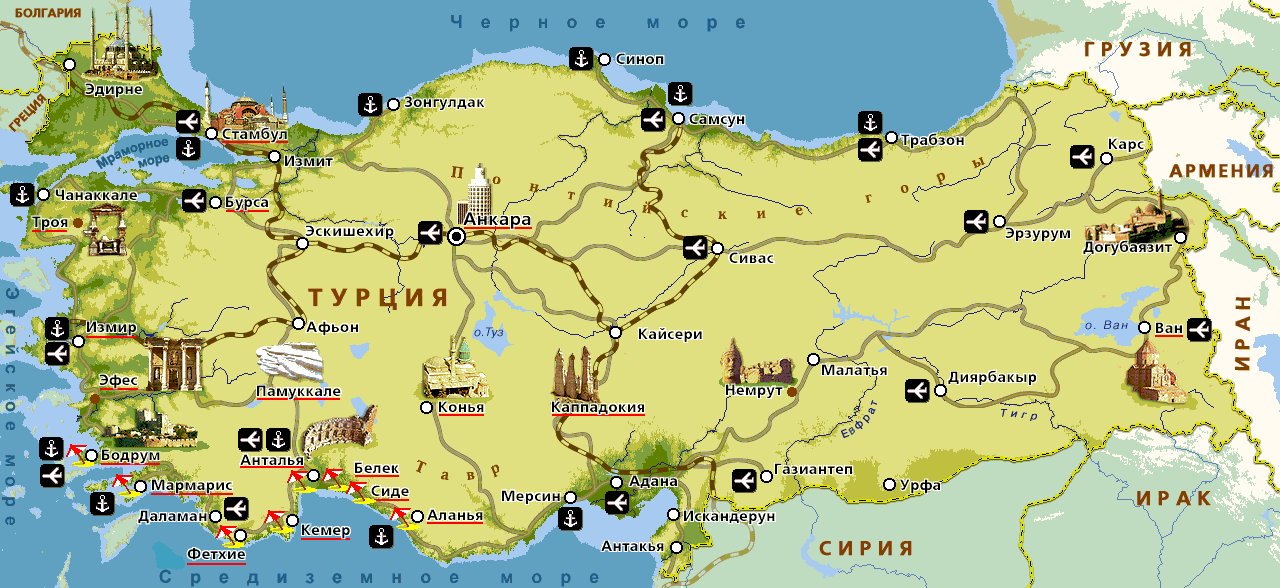 БОЛГАРИЯ
Черное море
ГРУЗИЯ
Синоп
Эдирне
Зонгулдак
ГРЕЦИЯ
Стамбул
Самсун
Трабзон
Карс
Мраморное
море
Измит
АРМЕНИЯ
Понтийские горы
Чанаккале
Бурса
Троя
Анкара
Эскишехир
Эрзурум
Догубаязит
Сивас
ТУРЦИЯ
Эгейское море
Измир
Афьон
о.Туз
Кайсери
о. Ван
Ван
ИРАН
Эфес
Памуккале
Немрут
Малатья
Диярбакыр
Конья
Каппадокия
Евфрат
Тигр
Бодрум
Анталья
Белек
Тавр
Газиантеп
Мармарис
Сиде
Мерсин
Адана
Урфа
ИРАК
Даламан
Кемер
Аланья
Искандерун
Фетхие
Антакья
СИРИЯ
Средиземное море